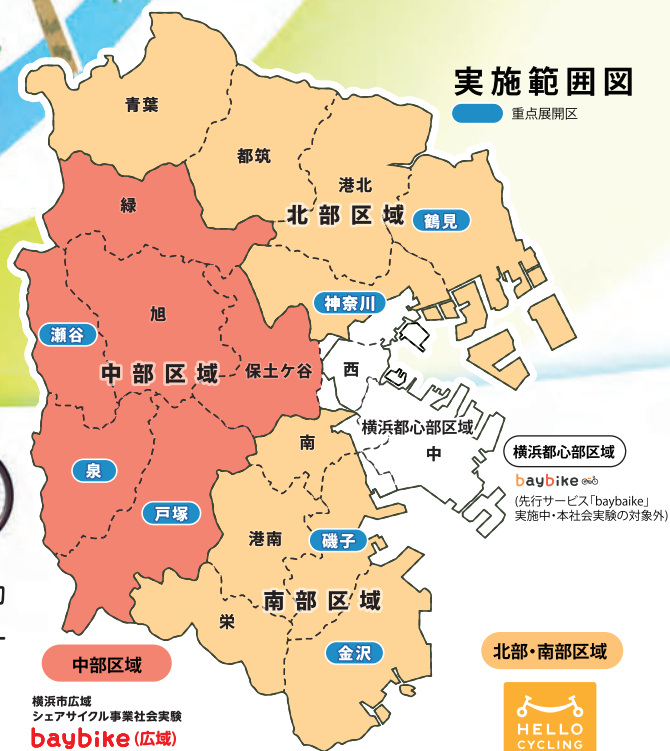 実施範囲図
重点展開区
青葉
都筑
港北
緑
北部区域
鶴見
神奈川
旭
瀬谷
中部区域
保土ケ谷
西
横浜都心部区域
中
南
泉
戸塚
港南
磯子
南部区域
栄
金沢
横浜都心部区域
baybike
(先行サービス「baybaike」
実施中・本社会実験の対象外)
中部区域
横浜市広域
シェアサイクル事業社会実験
baybike(広域)
北部・南部区域
HELLO
CYCLING